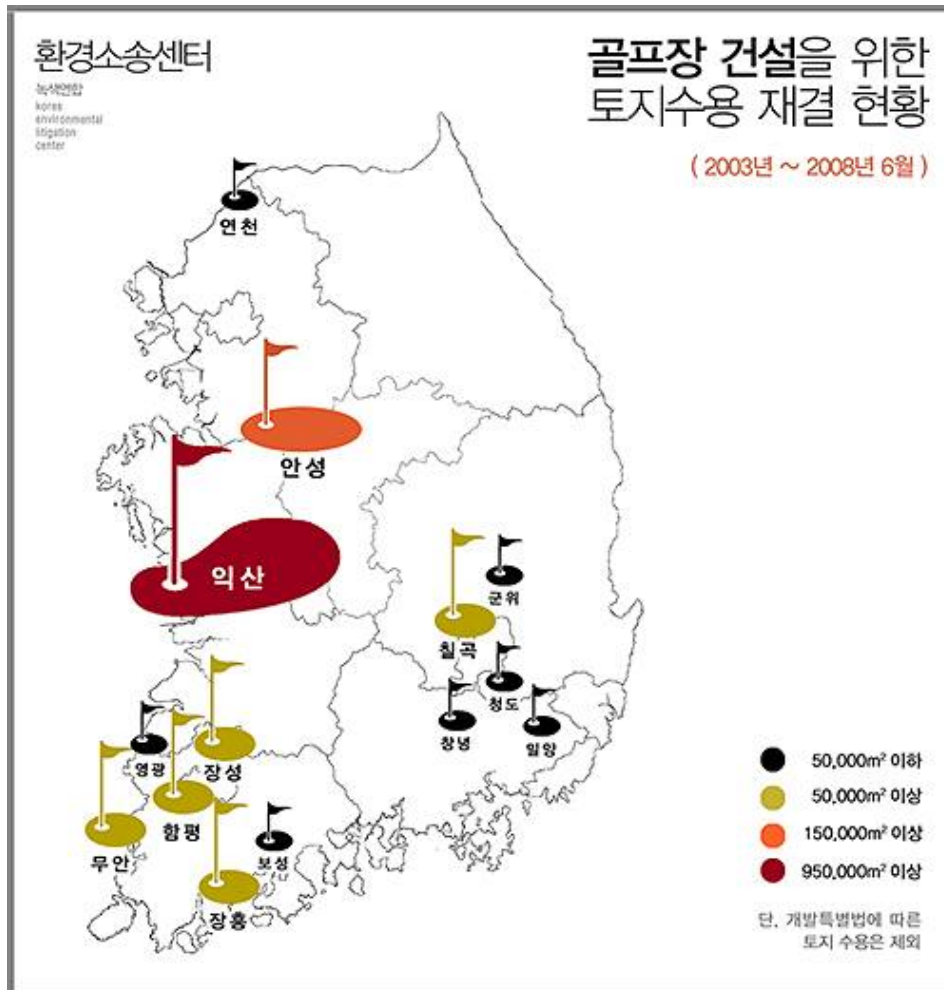 환경소송센터
녹색연합
korea
environmental
litigation
center
골프장 건설을 위한
토지수용 재결 현황
( 2003년 ~ 2008년 6월 )
연천
안성
익산
군위
칠곡
청도
창녕
밀양
영광
장성
함평
무안
보성
장흥
50,000m² 이하
50,000m² 이상
150,000m² 이상
950,000m² 이상
단, 개발특별법에 따른
토지 수용은 제외